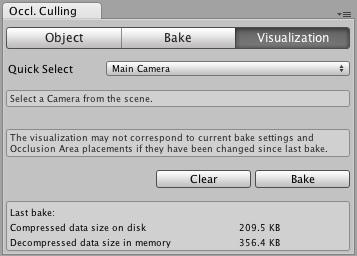 Occl. Culling
Object Bake Visualization
Quick Select Main Camera
Select a Camera from the scene.
The visualization may not correspond to current bake settings and
Occlusion Area placements if they have been changed since last bake.
Clear Bake
Last bake:
Compressed data size on disk 209.5 KB
Decompressed data size in memory 356.4 KB